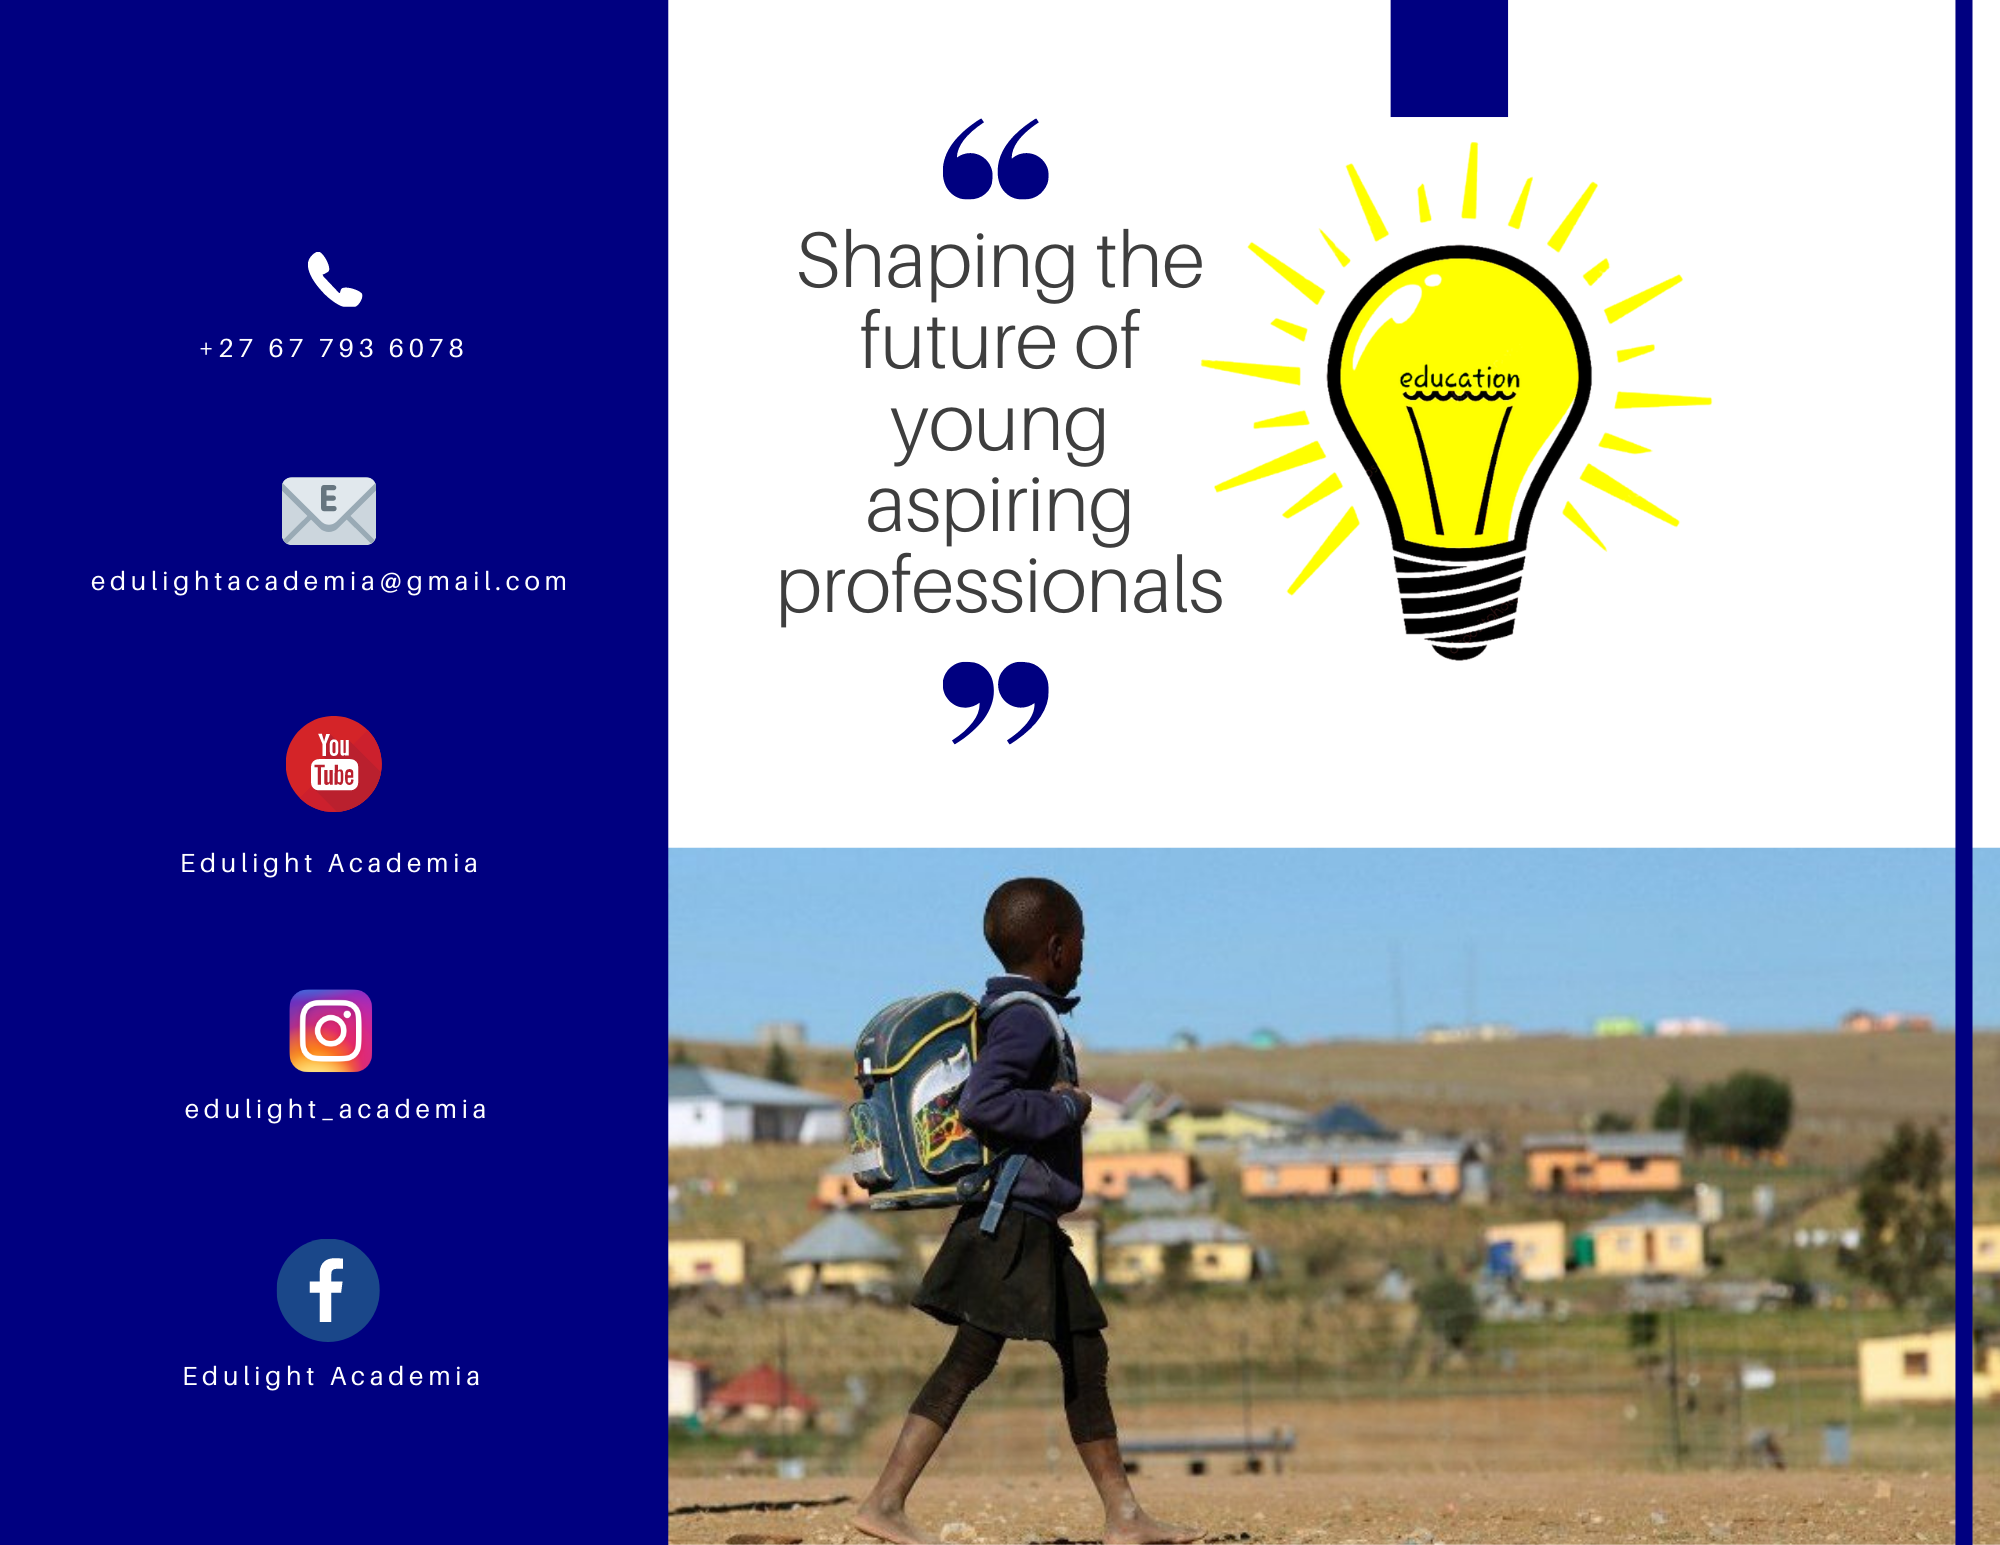 +27 67 793 6078
E
edulightacademia@gmail.com
You
Tube
Edulight Academia
edulight_academia
f
Edulight Academia
“
Shaping the
future of
young
aspiring
professionals
”
education